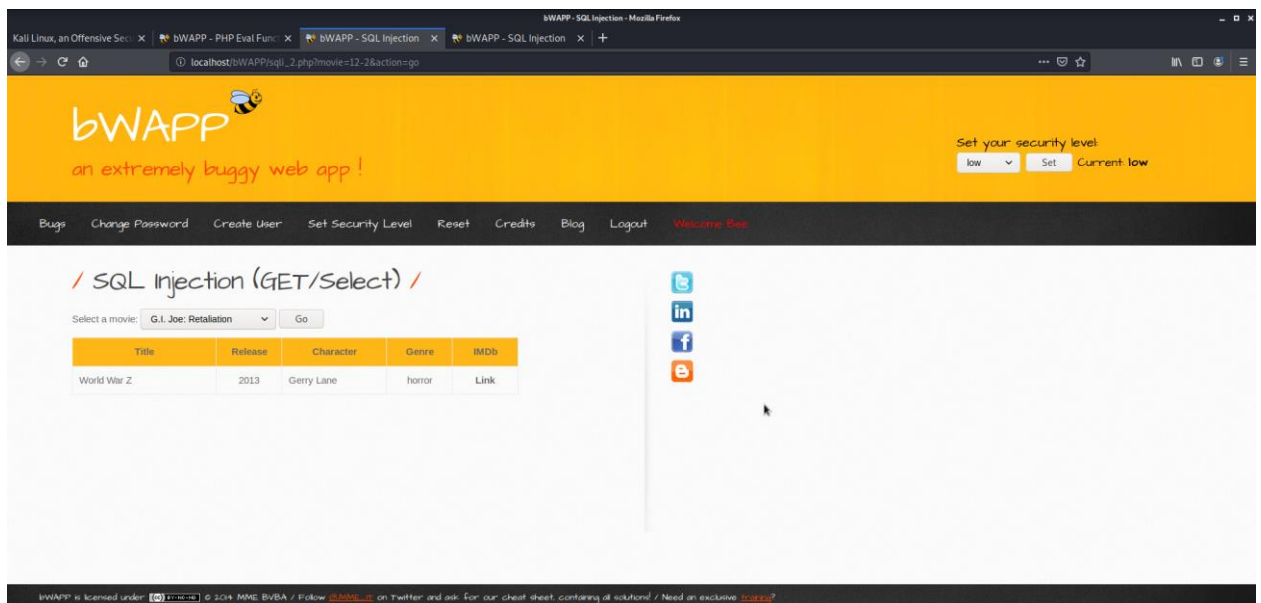 bWAPP - SQL Injection - Mozilla Firefox
Kali Linux, an Offensive Sec
bWAPP - PHP Eval Func
bWAPP - SQL Injection
bWAPP - SQL Injection
localhost/bWAPP/sqli_2.php?movie=12-2&action=go
bWAPP
an extremely buggy web app !
Set your security level:
low Set Current: low
Bugs Change Password Create User Set Security Level Reset Credits Blog Logout Welcome Bee
/ SQL Injection (GET/Select) /
Select a movie: G.I. Joe: Retaliation Go
Title Release Character Genre IMDb
World War Z 2013 Gerry Lane horror Link
bWAPP is licensed under © 2014 MME BVBA / Follow @MME_IT on Twitter and ask for our cheat sheet, containing all solutions! / Need an exclusive training?